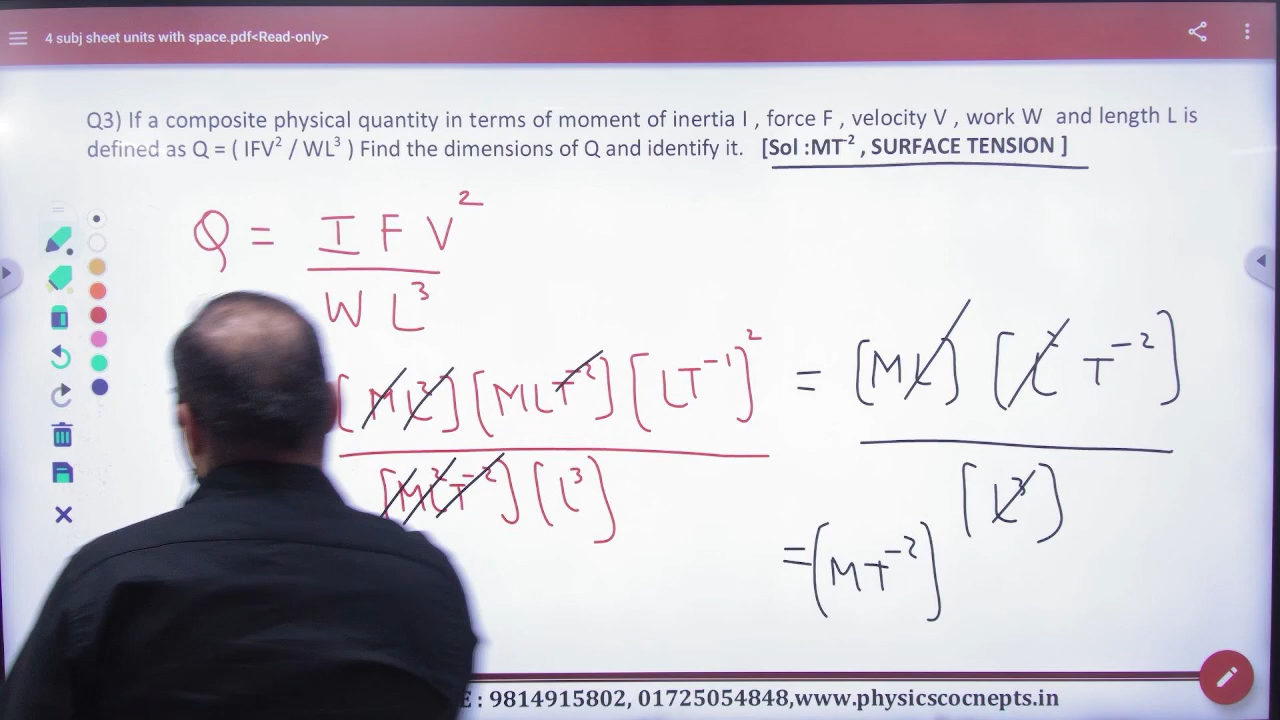 4 subj sheet units with space.pdf<Read-only>
Q3) If a composite physical quantity in terms of moment of inertia I , force F , velocity V , work W and length L is
defined as Q = ( IFV² / WL³ ) Find the dimensions of Q and identify it. [Sol :MT⁻² , SURFACE TENSION ]
Q = I F V²
W L³
[ML²] [MLT⁻²] [LT⁻¹]² = [ML] [L² T⁻²]
[ML²T⁻²] [L³] [L³]
= [MT⁻²]
E : 9814915802, 01725054848,www.physicscocnepts.in